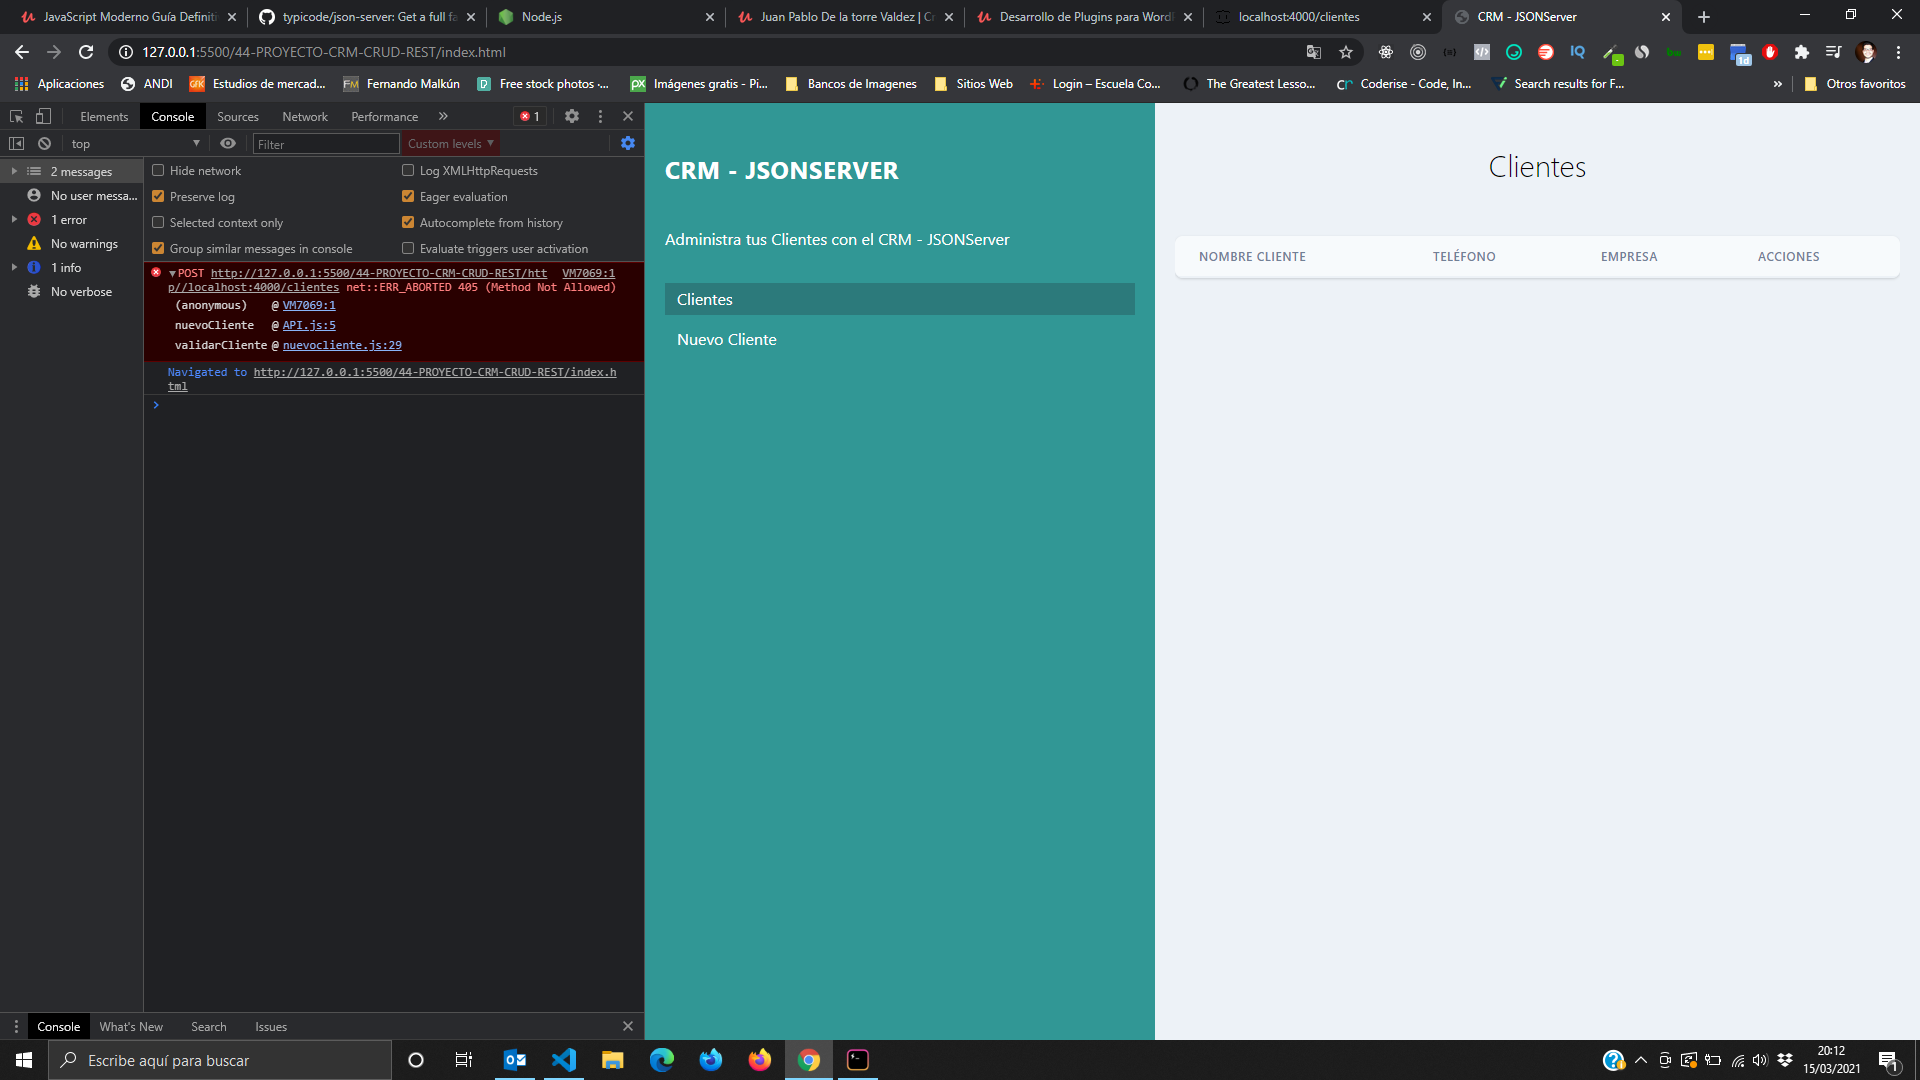 JavaScript Moderno Guía Definiti
typicode/json-server: Get a full fa
Node.js
Juan Pablo De la torre Valdez | Cr
Desarrollo de Plugins para WordP
localhost:4000/clientes
CRM - JSONServer
127.0.0.1:5500/44-PROYECTO-CRM-CRUD-REST/index.html
Aplicaciones
ANDI
Estudios de mercad...
Fernando Malkún
Free stock photos ·...
Imágenes gratis - Pi...
Bancos de Imagenes
Sitios Web
Login – Escuela Co...
The Greatest Lesso...
Coderise - Code, In...
Search results for F...
»
Otros favoritos
Elements
Console
Sources
Network
Performance
»
1
top
Filter
Custom levels
2 messages
No user messa...
1 error
No warnings
1 info
No verbose
Hide network
Log XMLHttpRequests
Preserve log
Eager evaluation
Selected context only
Autocomplete from history
Group similar messages in console
Evaluate triggers user activation
POST http://127.0.0.1:5500/44-PROYECTO-CRM-CRUD-REST/htt VM7069:1
p//localhost:4000/clientes net::ERR_ABORTED 405 (Method Not Allowed)
(anonymous) @ VM7069:1
nuevoCliente @ API.js:5
validarCliente @ nuevocliente.js:29
Navigated to http://127.0.0.1:5500/44-PROYECTO-CRM-CRUD-REST/index.h
tml
CRM - JSONSERVER
Administra tus Clientes con el CRM - JSONServer
Clientes
Nuevo Cliente
Clientes
NOMBRE CLIENTE
TELÉFONO
EMPRESA
ACCIONES
Console
What's New
Search
Issues
Escribe aquí para buscar
20:12
15/03/2021
1